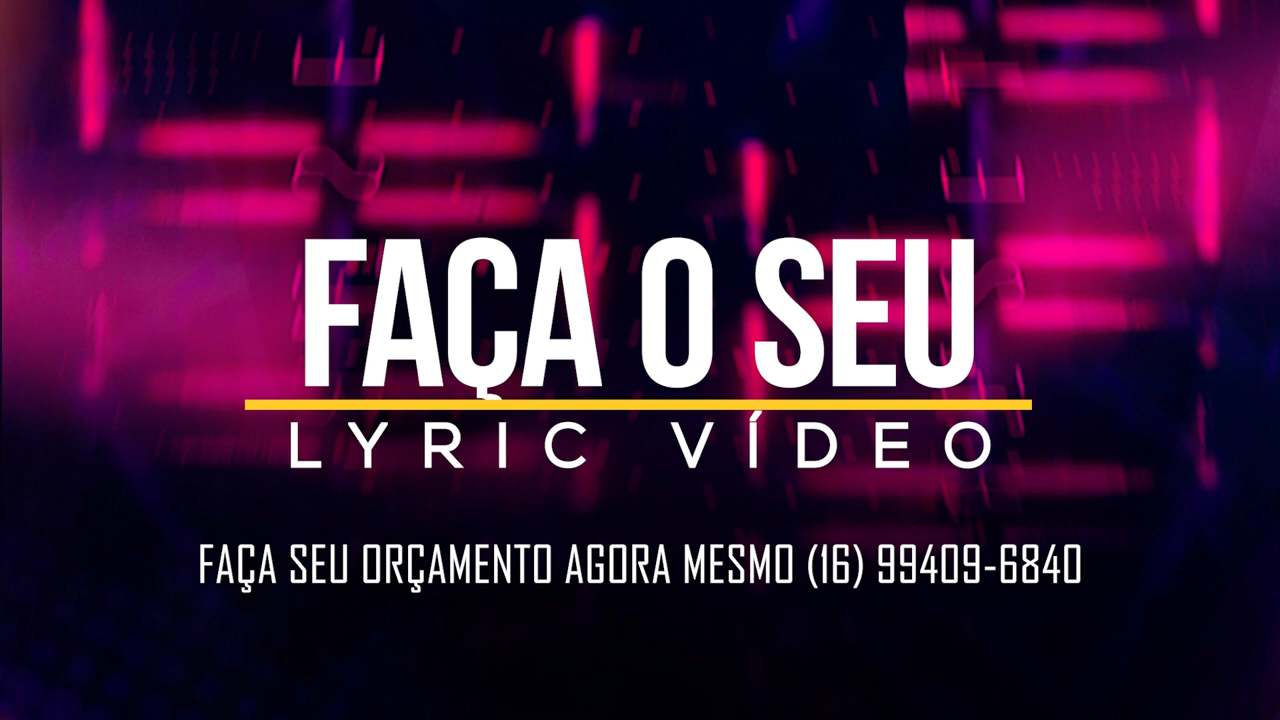 FAÇA O SEU
LYRIC VÍDEO
FAÇA SEU ORÇAMENTO AGORA MESMO (16) 99409-6840